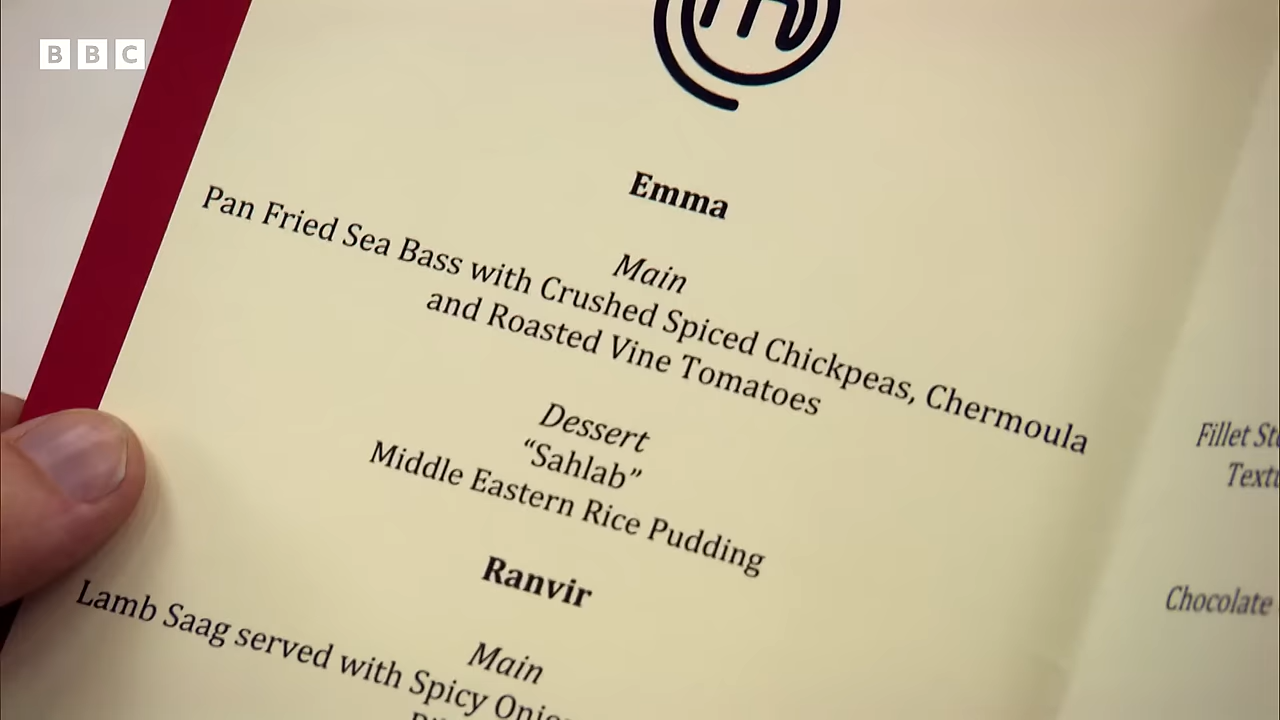 BBC
Emma
Main
Pan Fried Sea Bass with Crushed Spiced Chickpeas, Chermoula
and Roasted Vine Tomatoes
Dessert
“Sahlab”
Middle Eastern Rice Pudding
Ranvir
Main
Lamb Saag served with Spicy
Fillet
Chocolate